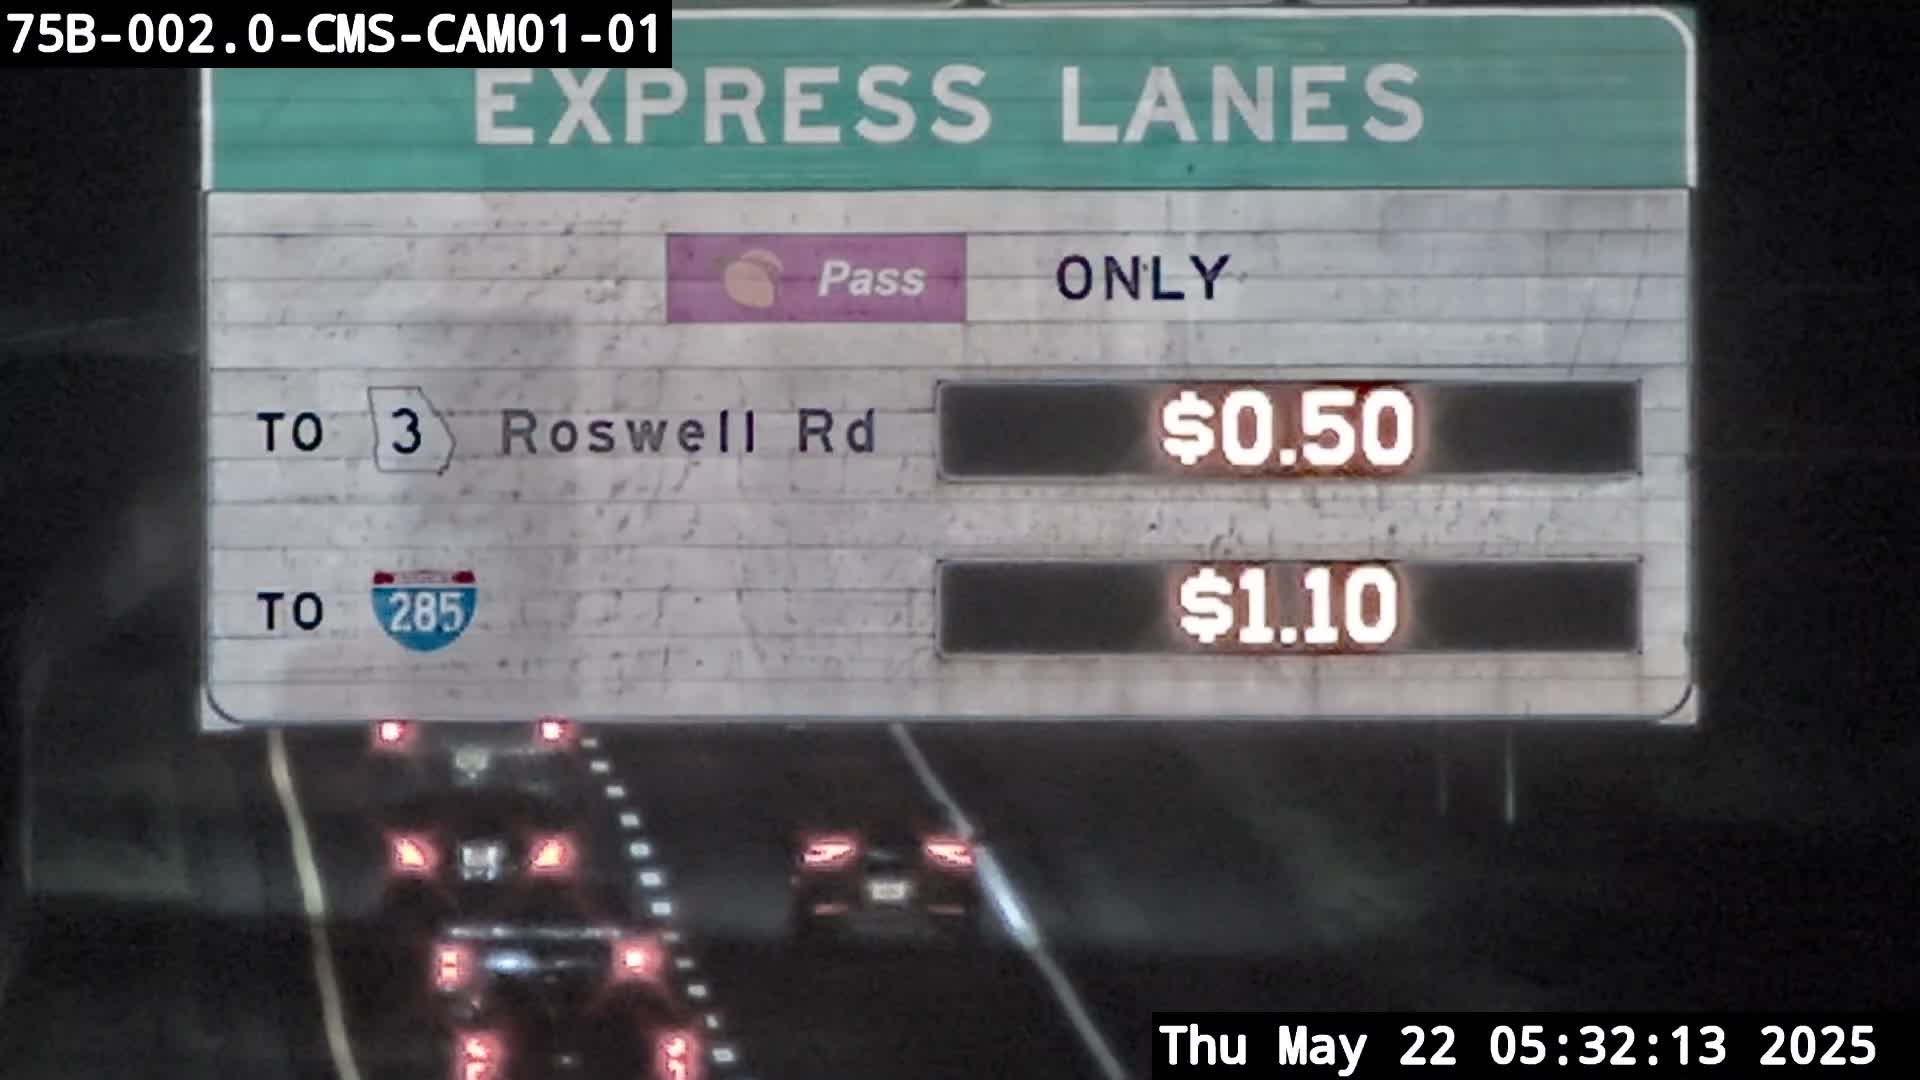 75B-002.0-CMS-CAM01-01
EXPRESS LANES
Pass ONLY
TO 3 Roswell Rd $0.50
TO 285 $1.10
Thu May 22 05:32:13 2025